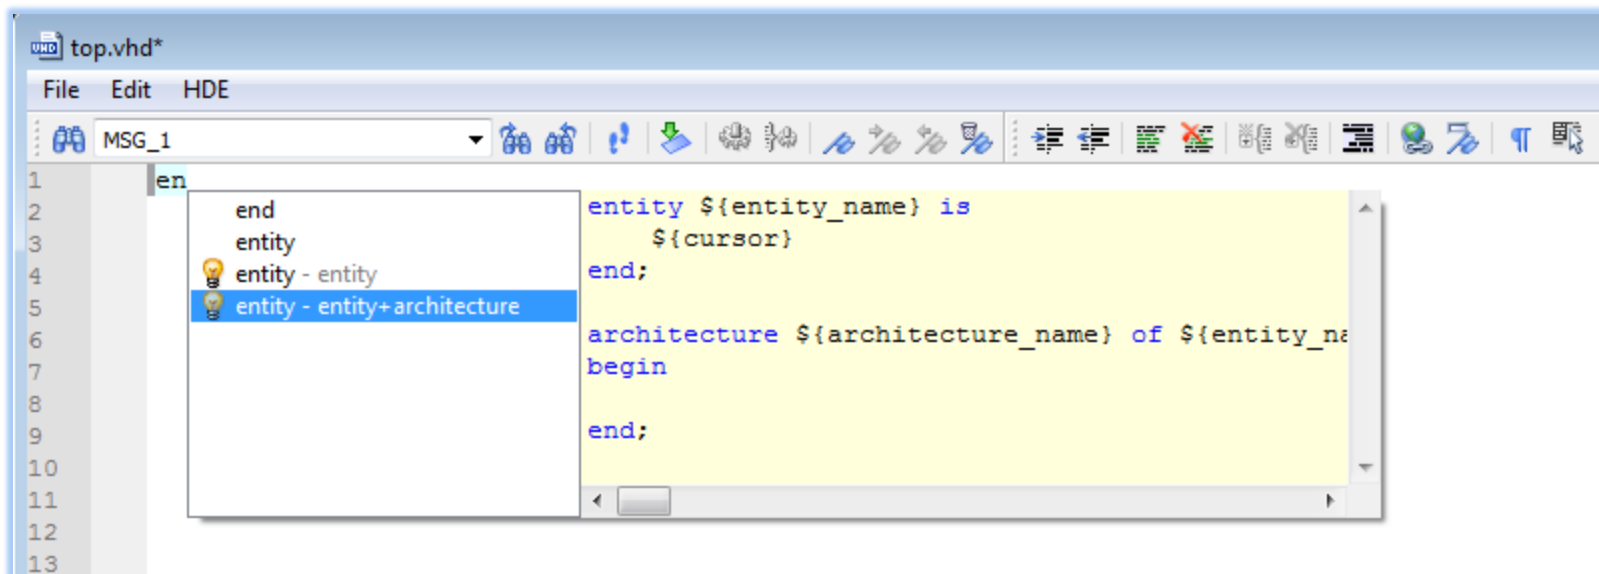 top.vhd*
File Edit HDE
MSG_1
1 en
2 end
3 entity
4 entity - entity
5 entity - entity+architecture
6
7
8
9
10
11
12
13
entity ${entity_name} is
${cursor}
end;
architecture ${architecture_name} of ${entity_na
begin
end;